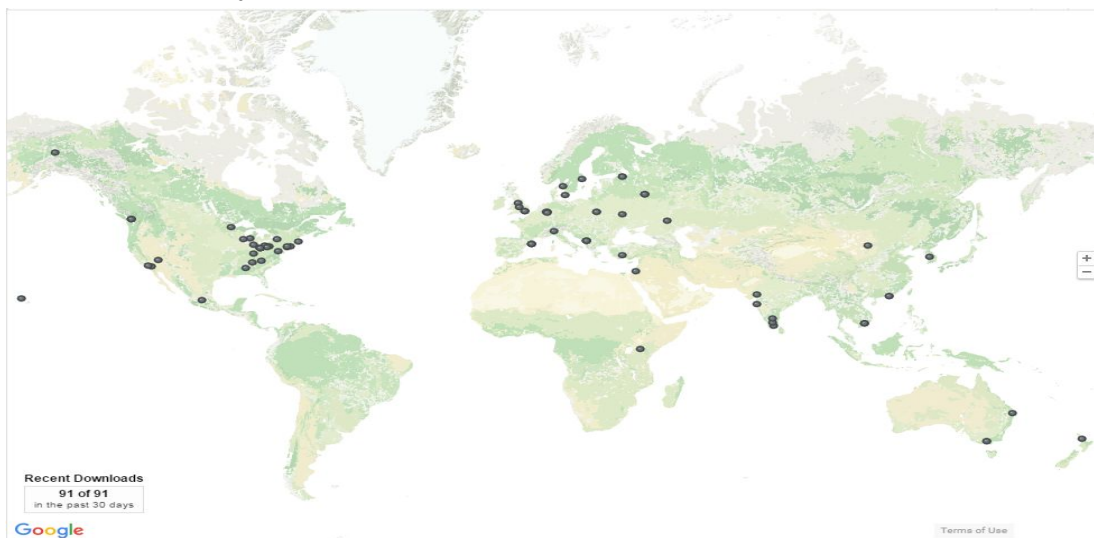 +
−
Recent Downloads
91 of 91
in the past 30 days
Google
Terms of Use